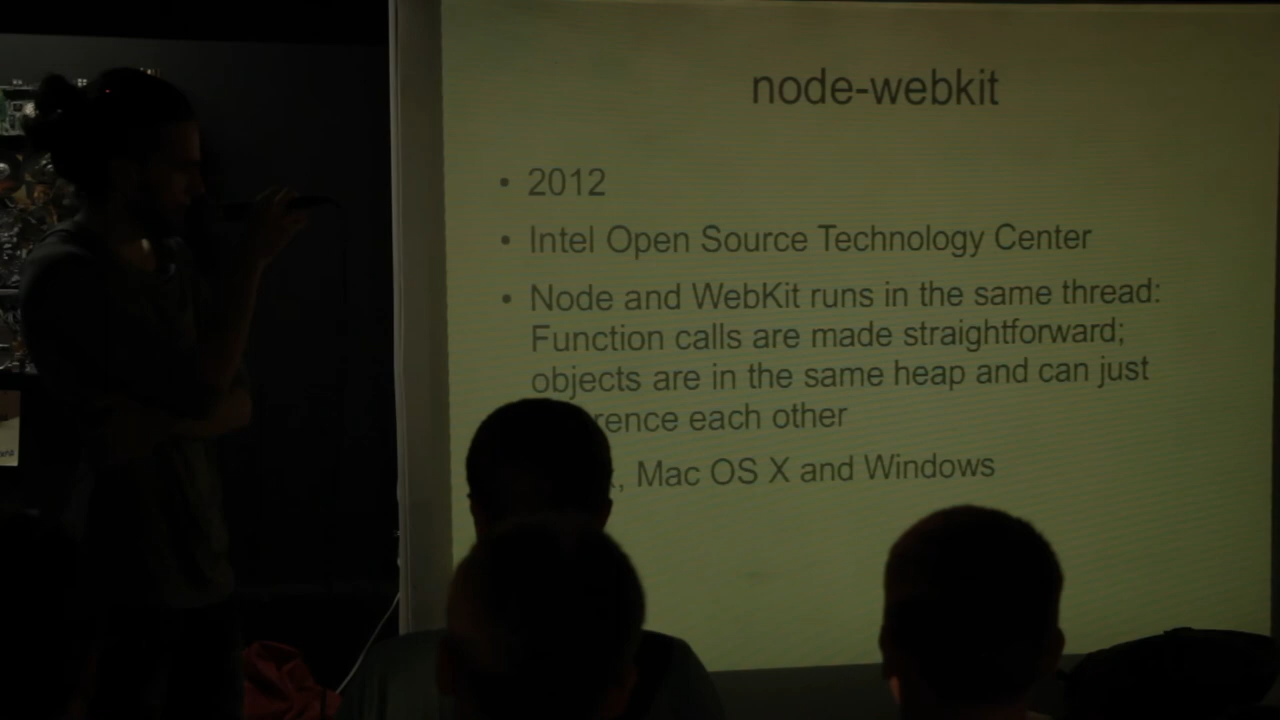 node-webkit
• 2012
• Intel Open Source Technology Center
• Node and WebKit runs in the same thread:
Function calls are made straightforward;
objects are in the same heap and can just
rence each other
, Mac OS X and Windows